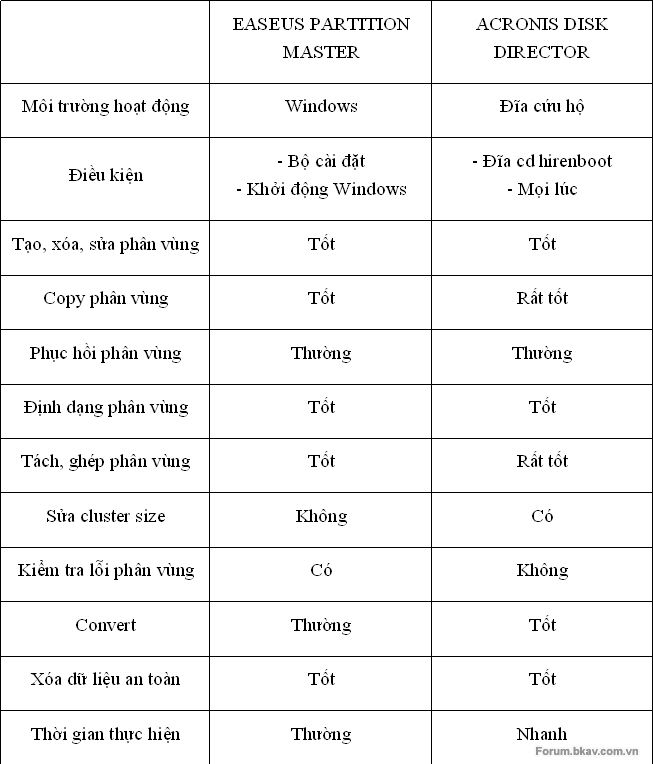 EASEUS PARTITION
MASTER
ACRONIS DISK
DIRECTOR
Môi trường hoạt động
Windows
Đĩa cứu hộ
Điều kiện
- Bộ cài đặt
- Khởi động Windows
- Đĩa cd hirenboot
- Mọi lúc
Tạo, xóa, sửa phân vùng
Tốt
Tốt
Copy phân vùng
Tốt
Rất tốt
Phục hồi phân vùng
Thường
Thường
Định dạng phân vùng
Tốt
Tốt
Tách, ghép phân vùng
Tốt
Rất tốt
Sửa cluster size
Không
Có
Kiểm tra lỗi phân vùng
Có
Không
Convert
Thường
Tốt
Xóa dữ liệu an toàn
Tốt
Tốt
Thời gian thực hiện
Thường
Nhanh
Forum.bkav.com.vn